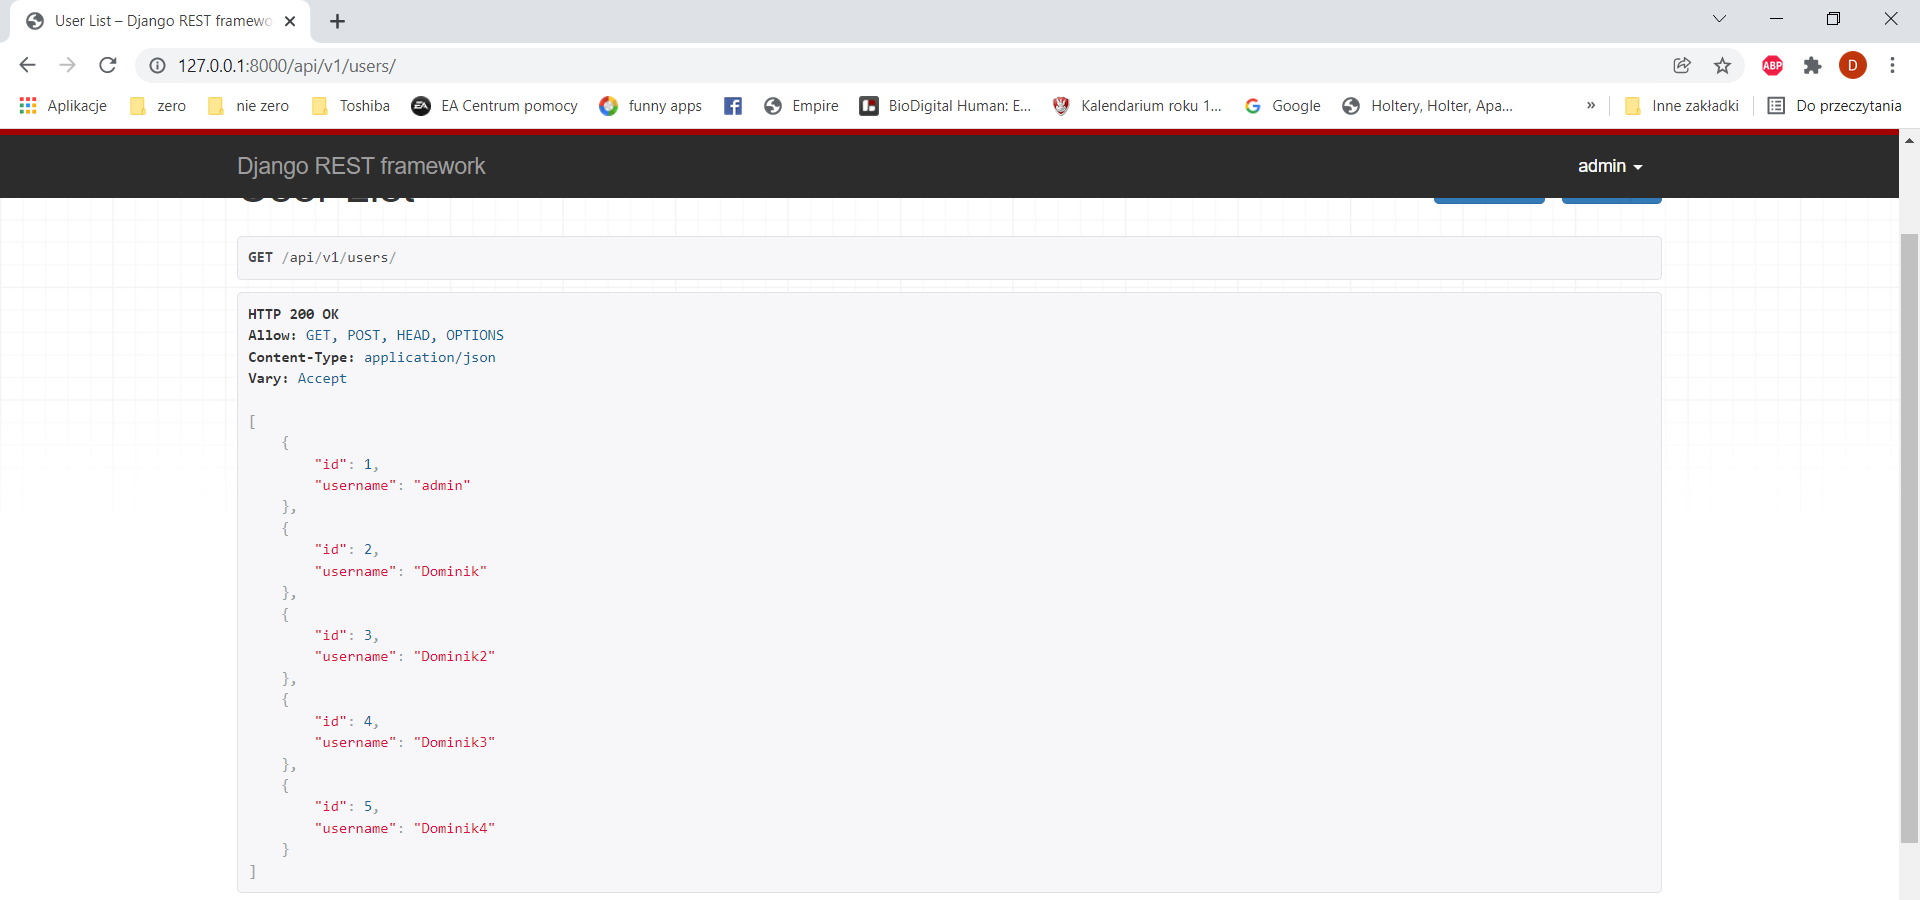 User List – Django REST framewo
127.0.0.1:8000/api/v1/users/
ABP
D
Aplikacje
zero
nie zero
Toshiba
EA Centrum pomocy
funny apps
Empire
BioDigital Human: E...
Kalendarium roku 1...
Google
Holtery, Holter, Apa...
»
Inne zakładki
Do przeczytania
Django REST framework
admin
User List
GET /api/v1/users/
HTTP 200 OK
Allow: GET, POST, HEAD, OPTIONS
Content-Type: application/json
Vary: Accept
[
    {
        "id": 1,
        "username": "admin"
    },
    {
        "id": 2,
        "username": "Dominik"
    },
    {
        "id": 3,
        "username": "Dominik2"
    },
    {
        "id": 4,
        "username": "Dominik3"
    },
    {
        "id": 5,
        "username": "Dominik4"
    }
]